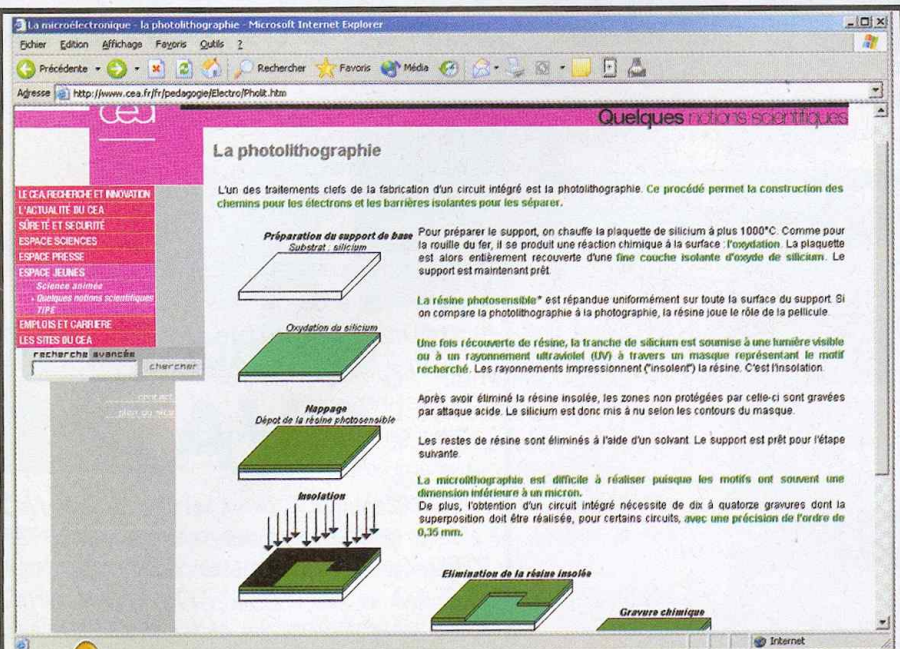 La microélectronique - la photolithographie - Microsoft Internet Explorer
Fichier Edition Affichage Favoris Outils ?
Précédente Rechercher Favoris Média
Adresse http://www.cea.fr/fr/pedagogie/Electro/Pholit.htm
cea
Quelques notions scientifiques
La photolithographie
LE CEA, RECHERCHE ET INNOVATION
L'ACTUALITÉ DU CEA
SÛRETÉ ET SECURITÉ
ESPACE SCIENCES
ESPACE PRESSE
ESPACE JEUNES
Science animée
Quelques notions scientifiques
TIPE
EMPLOIS ET CARRIERE
LES SITES DU CEA
recherche avancée
chercher
contact
plan du site
L'un des traitements clefs de la fabrication d'un circuit intégré est la photolithographie. Ce procédé permet la construction des
chemins pour les électrons et les barrières isolantes pour les séparer.
Préparation du support de base
Substrat : silicium
Oxydation du silicium
Nappage
Dépot de la résine photosensible
Insolation
Pour préparer le support, on chauffe la plaquette de silicium à plus 1000°C. Comme pour
la rouille du fer, il se produit une réaction chimique à la surface : l'oxydation. La plaquette
est alors entièrement recouverte d'une fine couche isolante d'oxyde de silicium. Le
support est maintenant prêt.
La résine photosensible* est répandue uniformément sur toute la surface du support. Si
on compare la photolithographie à la photographie, la résine joue le rôle de la pellicule.
Une fois récouverte de résine, la tranche de silicium est soumise à une lumière visible
ou à un rayonnement ultraviolet (UV) à travers un masque représentant le motif
recherché. Les rayonnements impressionnent ("insolent") la résine. C'est l'insolation.
Après avoir éliminé la résine insolée, les zones non protégées par celle-ci sont gravées
par attaque acide. Le silicium est donc mis à nu selon les contours du masque.
Les restes de résine sont éliminés à l'aide d'un solvant. Le support est prêt pour l'étape
suivante.
La microlithographie est difficile à réaliser puisque les motifs ont souvent une
dimension inférieure à un micron.
De plus, l'obtention d'un circuit intégré nécessite de dix à quatorze gravures dont la
superposition doit être réalisée, pour certains circuits, avec une précision de l'ordre de
0,35 mm.
Elimination de la résine insolée
Gravure chimique
Internet